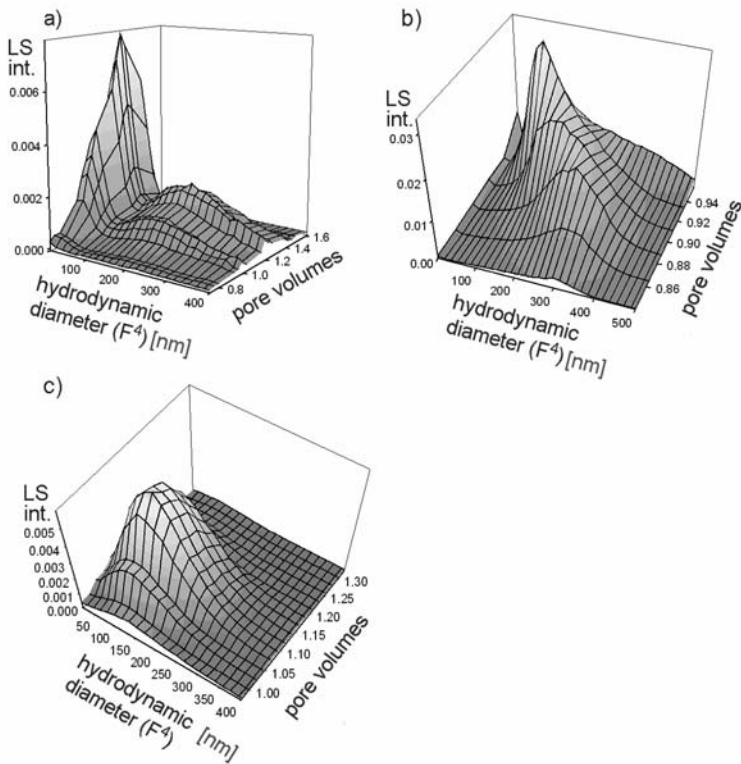 a)
LS
int.
0.006
0.004
0.002
0.000
100
200
300
400
hydrodynamic
diameter (F⁴) [nm]
0.8
1.0
1.2
1.4
1.6
pore volumes
b)
LS
int.
0.03
0.02
0.01
0.00
100
200
300
400
500
hydrodynamic
diameter (F⁴) [nm]
0.86
0.88
0.90
0.92
0.94
pore volumes
c)
LS
int.
0.005
0.004
0.003
0.002
0.001
0.000
50
100
150
200
250
300
350
400
hydrodynamic [nm]
diameter (F⁴)
1.00
1.05
1.10
1.15
1.20
1.25
1.30
pore volumes